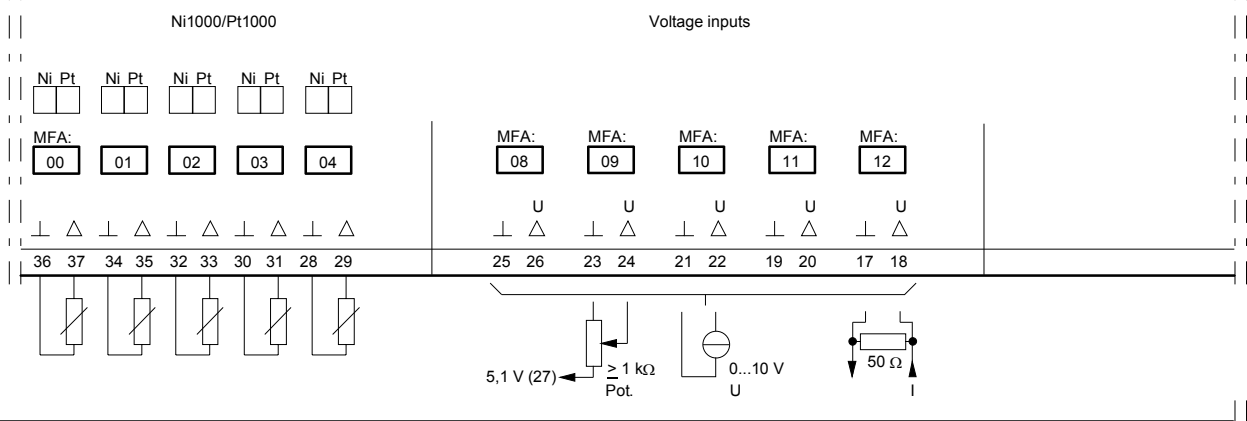 Ni1000/Pt1000 Voltage inputs
Ni Pt Ni Pt Ni Pt Ni Pt Ni Pt
MFA: MFA: MFA: MFA: MFA: MFA:
00 01 02 03 04 08 09 10 11 12
U U U U U
36 37 34 35 32 33 30 31 28 29 25 26 23 24 21 22 19 20 17 18
5,1 V (27) ≥ 1 kΩ 0...10 V 50 Ω
Pot. U I